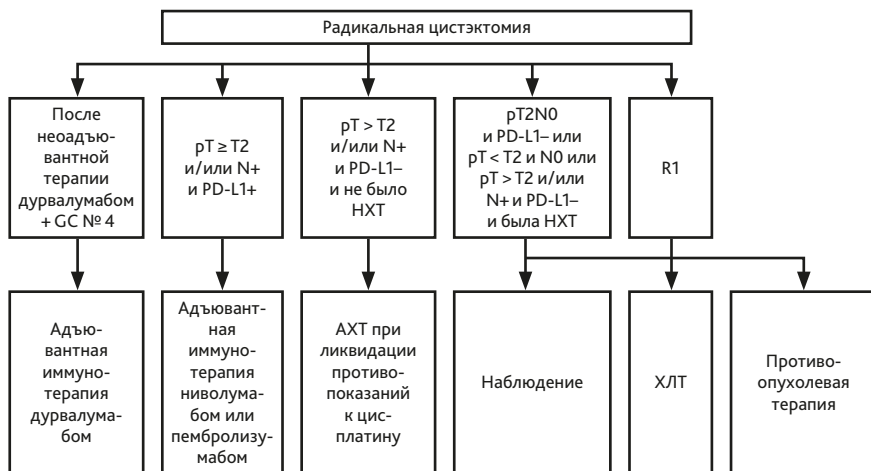 Радикальная цистэктомия
После
неоадъю-
вантной
терапии
дурвалумабом
+ GC № 4
pT ≥ T2
и/или N+
и PD-L1+
pT > T2
и/или N+
и PD-L1–
и не было
НХТ
pT2N0
и PD-L1– или
pT < T2 и N0 или
pT > T2 и/или
N+ и PD-L1–
и была НХТ
R1
Адъю-
вантная
иммуно-
терапия
дурвалума-
бом
Адъювант-
ная
иммуно-
терапия
ниволума-
бом или
пембролизу-
мабом
АХТ при
ликвидации
противо-
показаний
к цис-
платину
Наблюдение
ХЛТ
Противо-
опухолевая
терапия